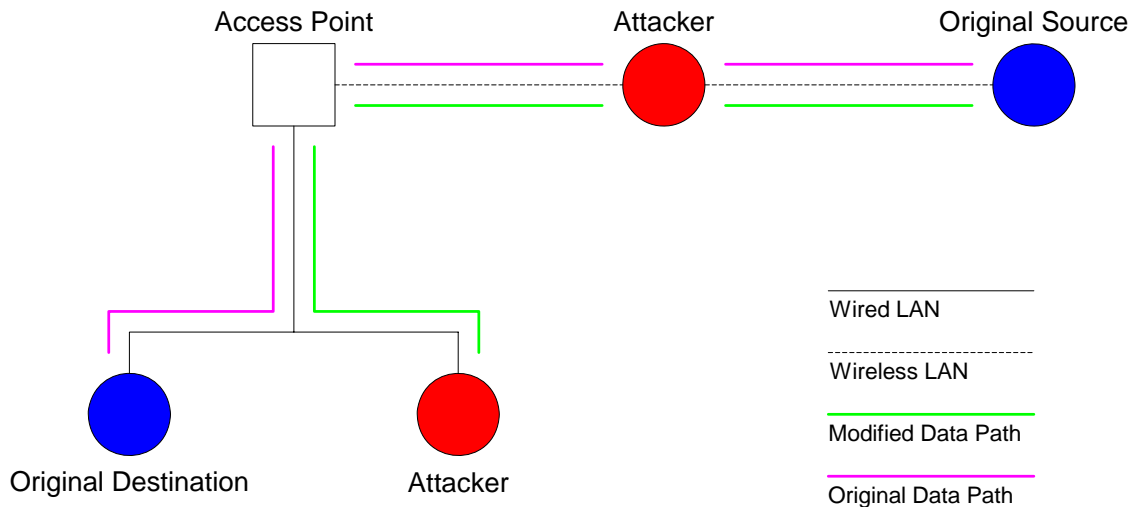 Access Point
Attacker
Original Source
Original Destination
Attacker
Wired LAN
Wireless LAN
Modified Data Path
Original Data Path